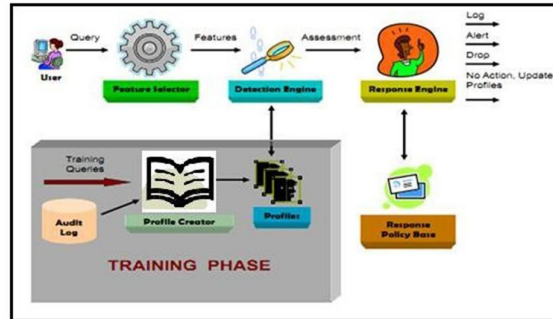 Query
Features
Assessment
Log
Alert
Drop
No Action, Update
Profiles
User
Feature Selector
Detection Engine
Response Engine
Training
Queries
Audit
Log
Profile Creator
Profiles
Response
Policy Base
TRAINING PHASE